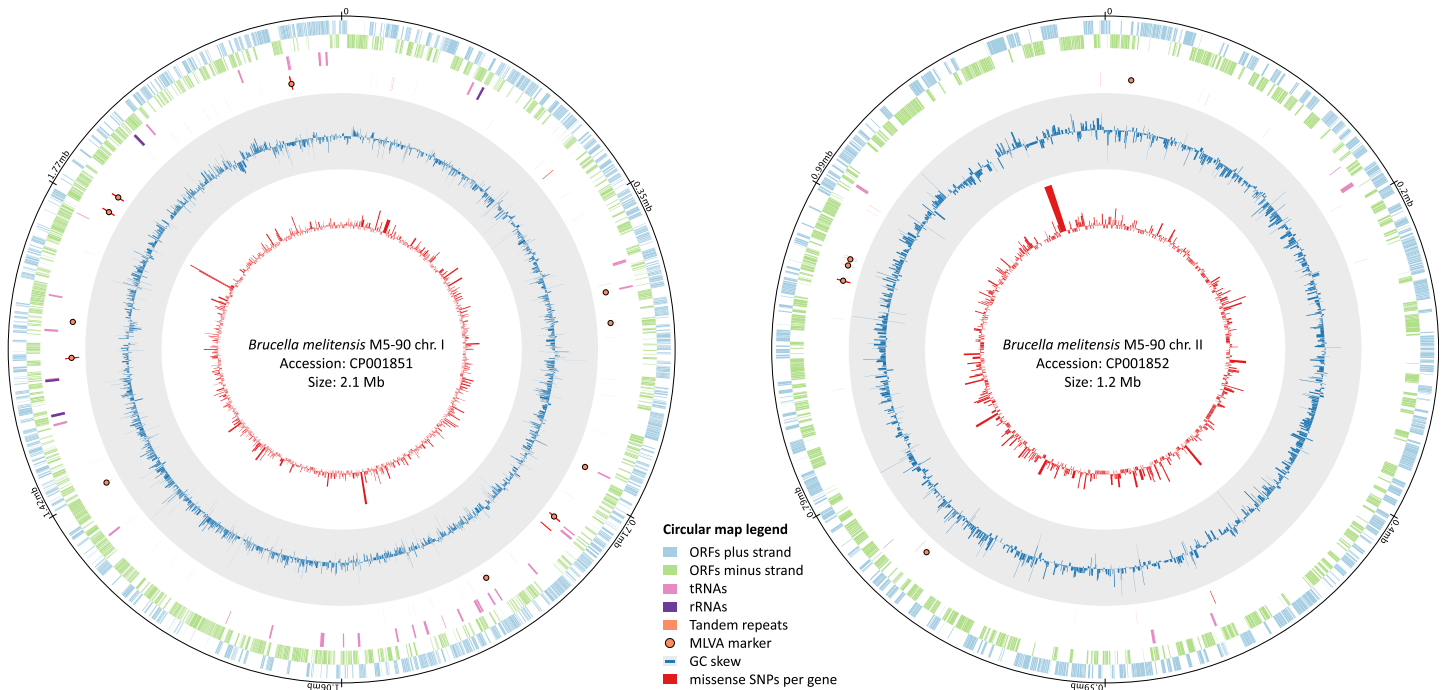 0
0.35mb
0.71mb
1.06mb
1.42mb
1.77mb
Brucella melitensis M5-90 chr. I
Accession: CP001851
Size: 2.1 Mb
0
0.2mb
0.4mb
0.59mb
0.79mb
0.99mb
Brucella melitensis M5-90 chr. II
Accession: CP001852
Size: 1.2 Mb
Circular map legend
ORFs plus strand
ORFs minus strand
tRNAs
rRNAs
Tandem repeats
MLVA marker
GC skew
missense SNPs per gene